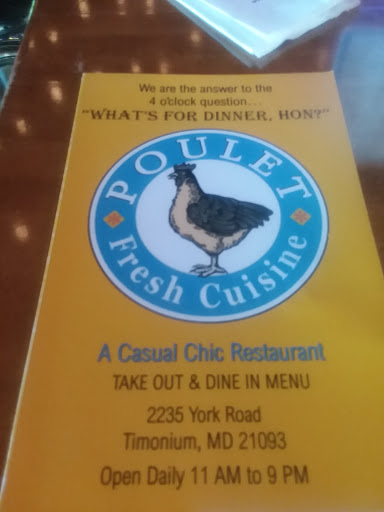 We are the answer to the
4 o'clock question...
"WHAT'S FOR DINNER, HON?"
POULET
Fresh Cuisine
A Casual Chic Restaurant
TAKE OUT & DINE IN MENU
2235 York Road
Timonium, MD 21093
Open Daily 11 AM to 9 PM